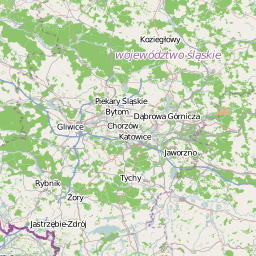 Koziegłowy
województwo śląskie
Piekary Śląskie
Bytom
Dąbrowa Górnicza
Chorzów
Gliwice
Katowice
Jaworzno
Tychy
Rybnik
Żory
Jastrzębie-Zdrój